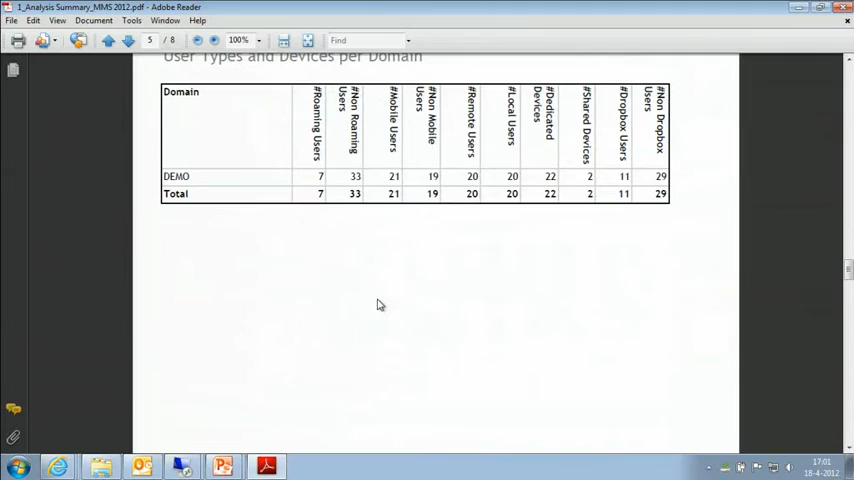 1_Analysis Summary_MMS 2012.pdf - Adobe Reader
File Edit View Document Tools Window Help
5 / 8 100% Find
User Types and Devices per Domain
Domain #Roaming Users #Non Roaming Users #Mobile Users #Non Mobile Users #Remote Users #Local Users #Dedicated Devices #Shared Devices #Dropbox Users #Non Dropbox Users
DEMO 7 33 21 19 20 20 22 2 11 29
Total 7 33 21 19 20 20 22 2 11 29
17:01
18-4-2012